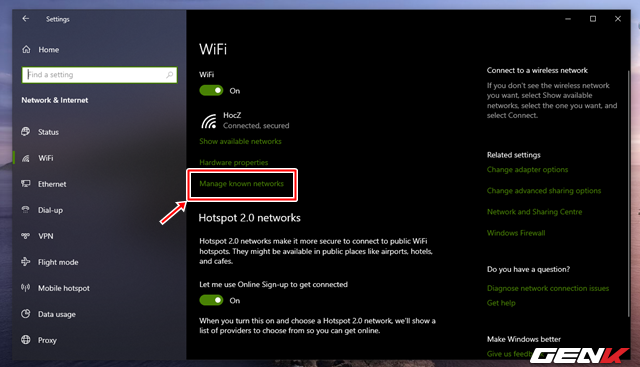 Settings
Home
Find a setting
Network & Internet
Status
WiFi
Ethernet
Dial-up
VPN
Flight mode
Mobile hotspot
Data usage
Proxy
WiFi
WiFi
On
HocZ
Connected, secured
Show available networks
Hardware properties
Manage known networks
Hotspot 2.0 networks
Hotspot 2.0 networks make it more secure to connect to public WiFi
hotspots. They might be available in public places like airports, hotels,
and cafes.
Let me use Online Sign-up to get connected
On
When you turn this on and choose a Hotspot 2.0 network, we'll show a
list of providers to choose from so you can get online.
Connect to a wireless network
If you don't see the wireless network
you want, select Show available
networks, select the one you want, and
select Connect.
Related settings
Change adapter options
Change advanced sharing options
Network and Sharing Centre
Windows Firewall
Do you have a question?
Diagnose network connection issues
Get help
Make Windows better
Give us feedb
GENK